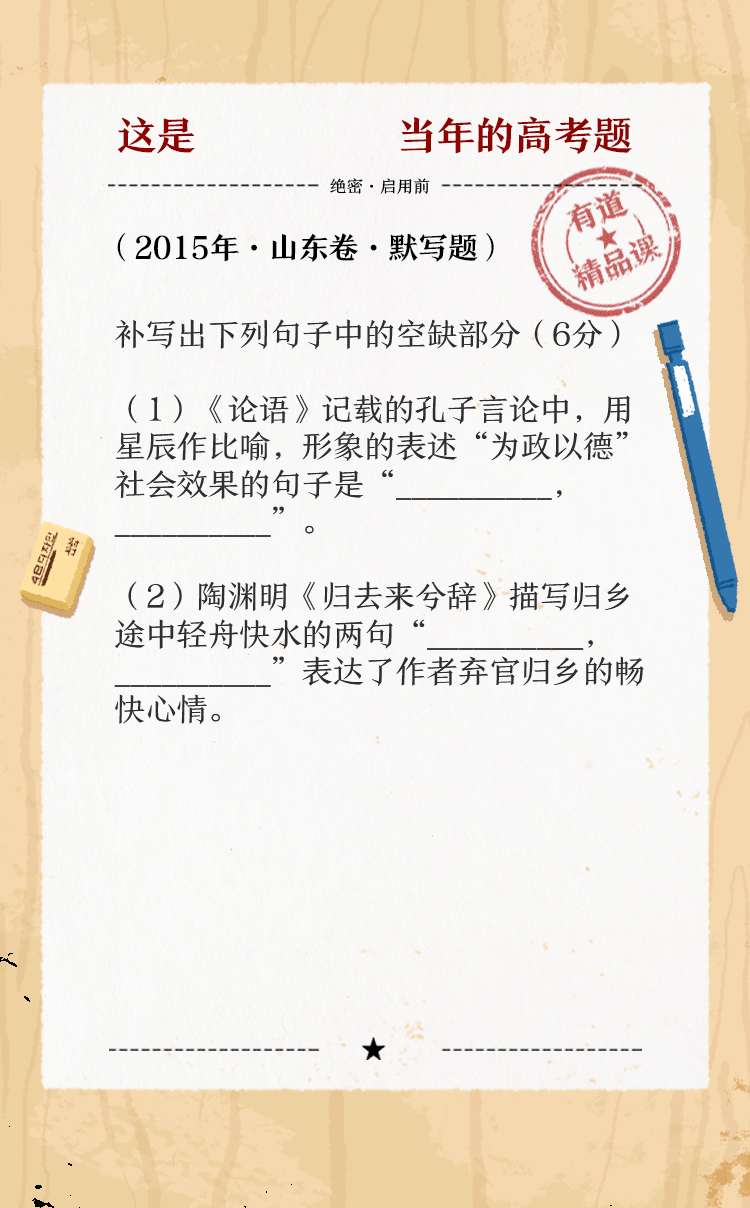 这是 当年的高考题
绝密·启用前
有道
精品课
（2015年·山东卷·默写题）
补写出下列句子中的空缺部分（6分）
（1）《论语》记载的孔子言论中，用
星辰作比喻，形象的表述“为政以德”
社会效果的句子是“__________，
__________”。
（2）陶渊明《归去来兮辞》描写归乡
途中轻舟快水的两句“__________，
__________”表达了作者弃官归乡的畅
快心情。